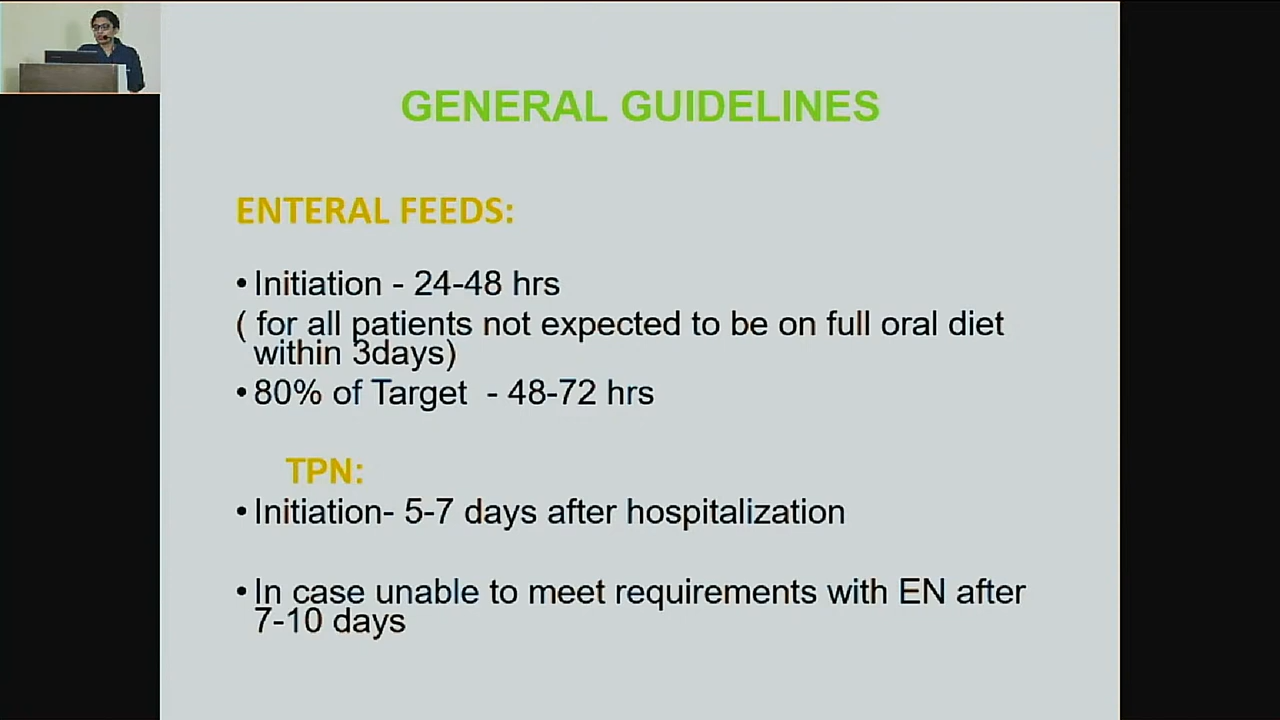 GENERAL GUIDELINES
ENTERAL FEEDS:
•Initiation - 24-48 hrs
( for all patients not expected to be on full oral diet
within 3days)
•80% of Target  - 48-72 hrs
TPN:
•Initiation- 5-7 days after hospitalization
•In case unable to meet requirements with EN after
7-10 days